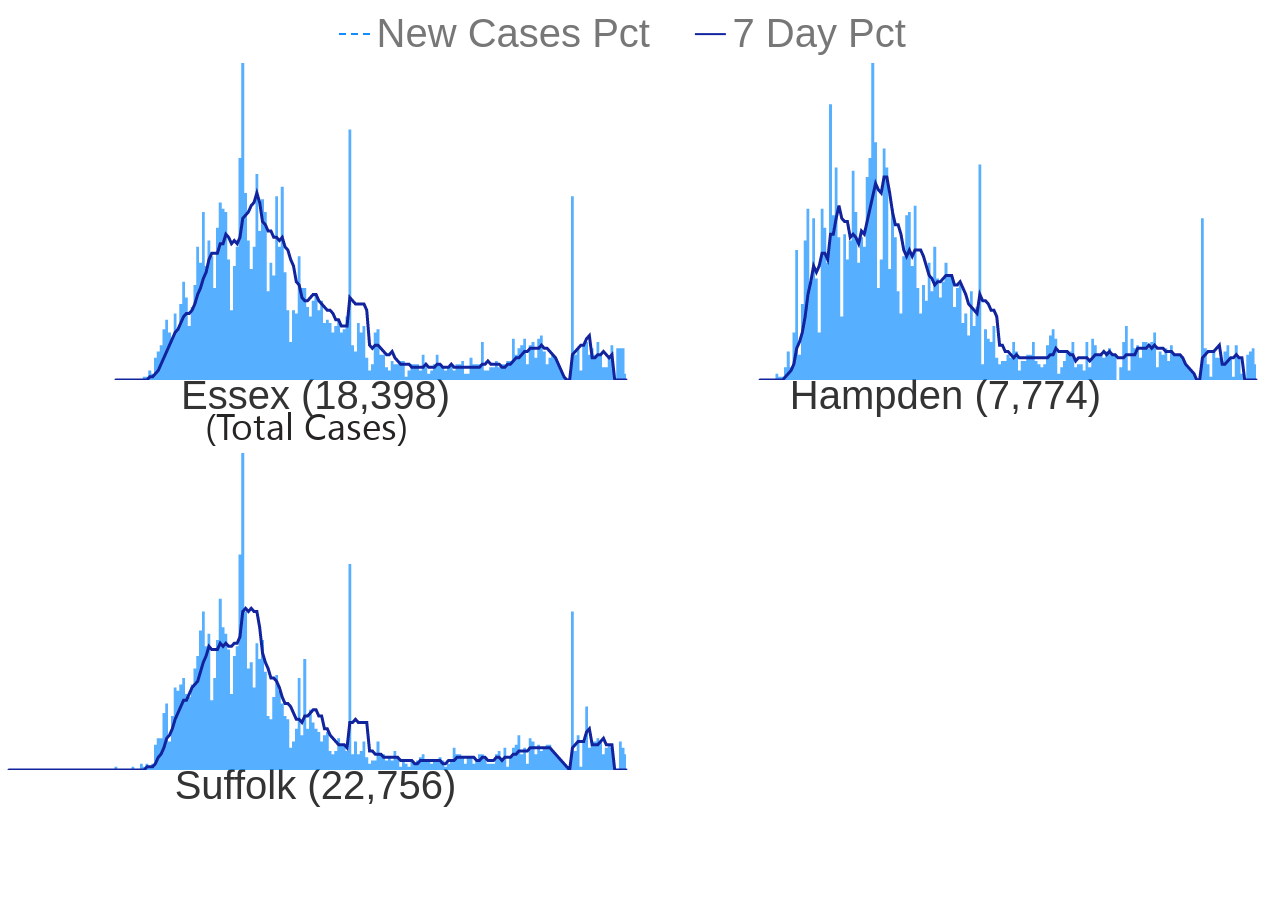 New Cases Pct 7 Day Pct
Essex (18,398) Hampden (7,774)
(Total Cases)
Suffolk (22,756)